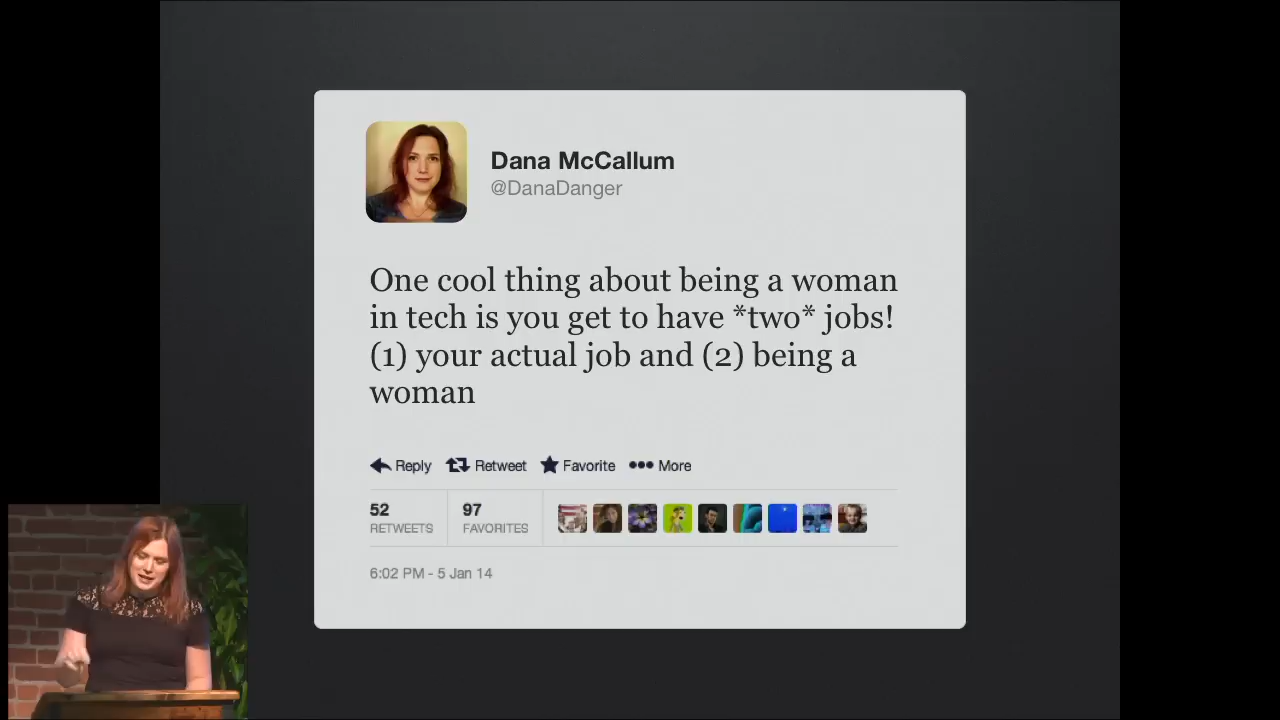 Dana McCallum
@DanaDanger
One cool thing about being a woman
in tech is you get to have *two* jobs!
(1) your actual job and (2) being a
woman
Reply Retweet Favorite More
52 97
RETWEETS FAVORITES
6:02 PM - 5 Jan 14